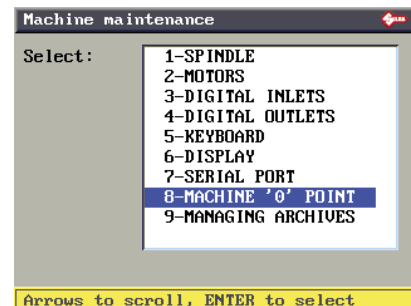 Machine maintenance
Select:
1-SPINDLE
2-MOTORS
3-DIGITAL INLETS
4-DIGITAL OUTLETS
5-KEYBOARD
6-DISPLAY
7-SERIAL PORT
8-MACHINE '0' POINT
9-MANAGING ARCHIVES
Arrows to scroll, ENTER to select